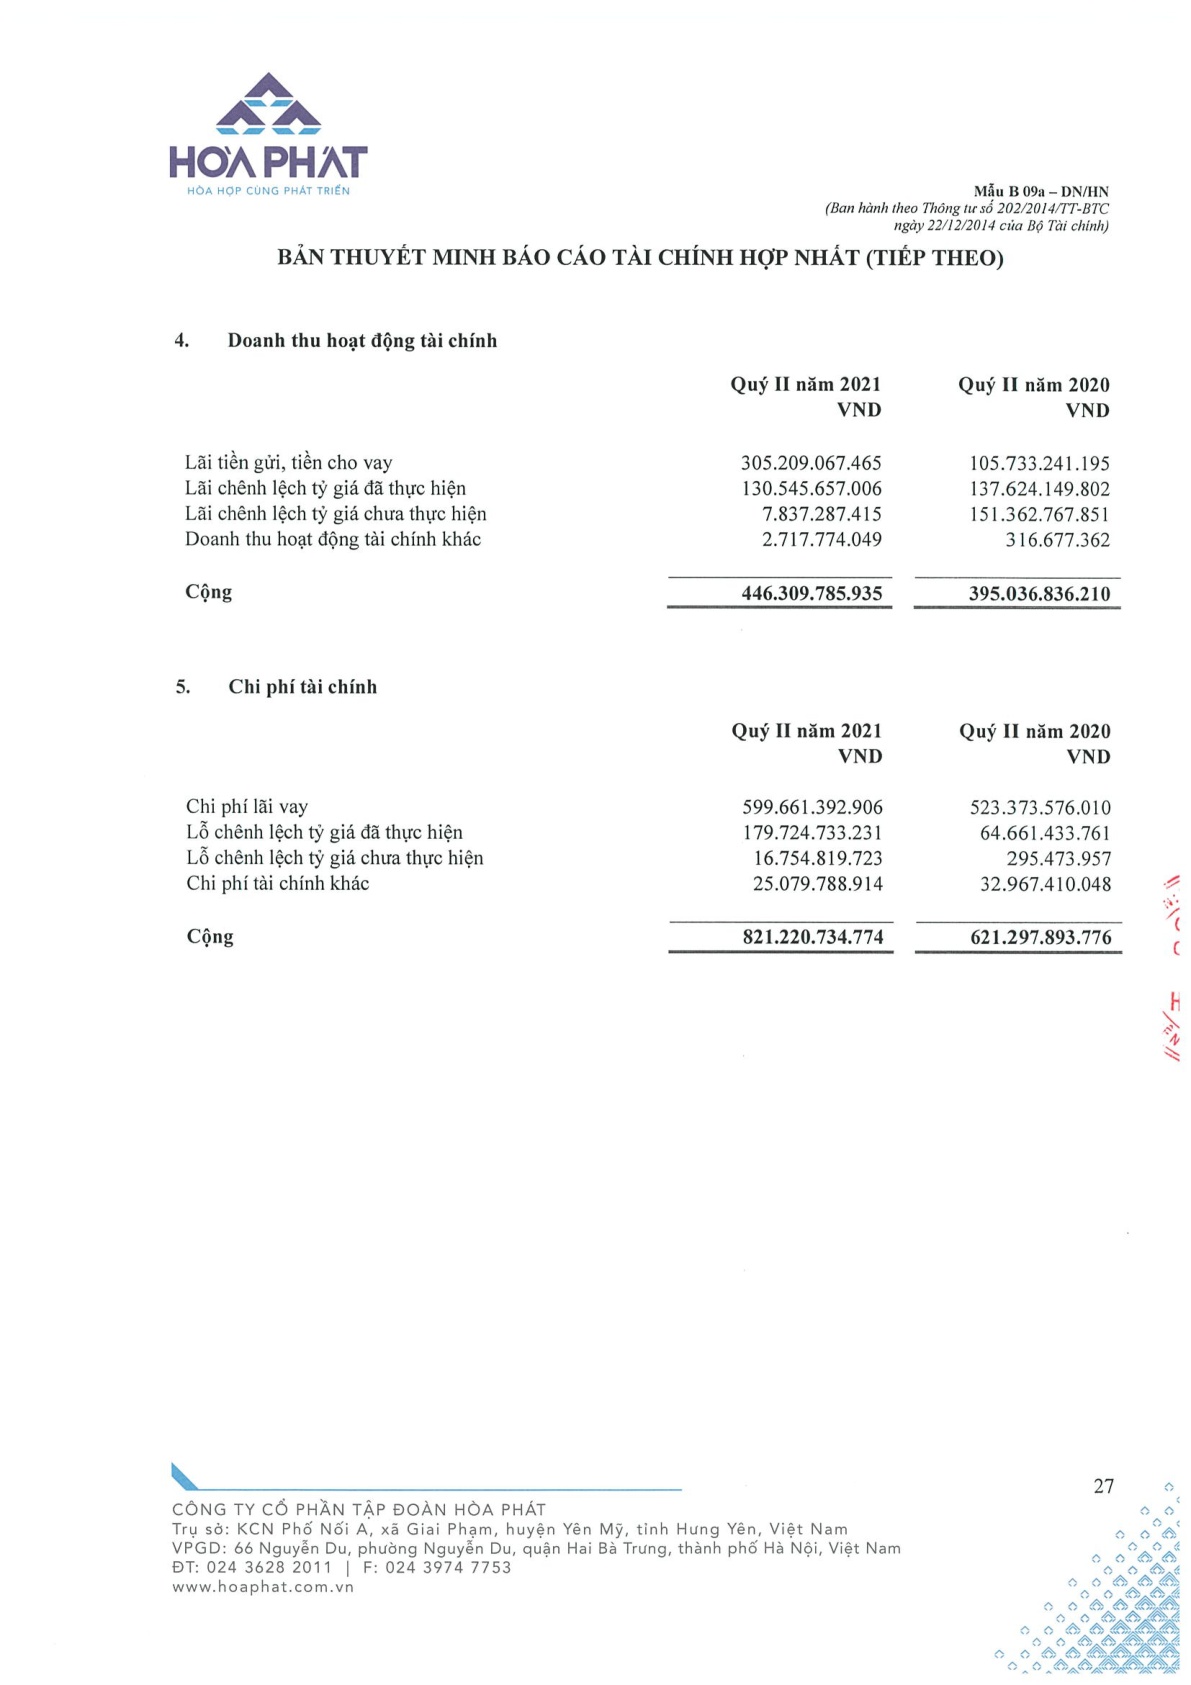 HÒA PHÁT
HÒA HỢP CÙNG PHÁT TRIỂN
Mẫu B 09a – DN/HN
(Ban hành theo Thông tư số 202/2014/TT-BTC
ngày 22/12/2014 của Bộ Tài chính)
BẢN THUYẾT MINH BÁO CÁO TÀI CHÍNH HỢP NHẤT (TIẾP THEO)
4. Doanh thu hoạt động tài chính
Quý II năm 2021 Quý II năm 2020
VND VND
Lãi tiền gửi, tiền cho vay 305.209.067.465 105.733.241.195
Lãi chênh lệch tỷ giá đã thực hiện 130.545.657.006 137.624.149.802
Lãi chênh lệch tỷ giá chưa thực hiện 7.837.287.415 151.362.767.851
Doanh thu hoạt động tài chính khác 2.717.774.049 316.677.362
Cộng 446.309.785.935 395.036.836.210
5. Chi phí tài chính
Quý II năm 2021 Quý II năm 2020
VND VND
Chi phí lãi vay 599.661.392.906 523.373.576.010
Lỗ chênh lệch tỷ giá đã thực hiện 179.724.733.231 64.661.433.761
Lỗ chênh lệch tỷ giá chưa thực hiện 16.754.819.723 295.473.957
Chi phí tài chính khác 25.079.788.914 32.967.410.048
Cộng 821.220.734.774 621.297.893.776
27
CÔNG TY CỔ PHẦN TẬP ĐOÀN HÒA PHÁT
Trụ sở: KCN Phố Nối A, xã Giai Phạm, huyện Yên Mỹ, tỉnh Hưng Yên, Việt Nam
VPGD: 66 Nguyễn Du, phường Nguyễn Du, quận Hai Bà Trưng, thành phố Hà Nội, Việt Nam
ĐT: 024 3628 2011 | F: 024 3974 7753
www.hoaphat.com.vn